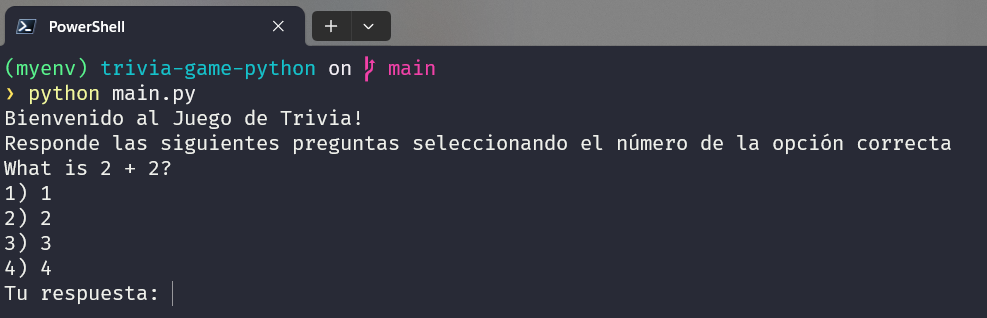 PowerShell
(myenv) trivia-game-python on main
❯ python main.py
Bienvenido al Juego de Trivia!
Responde las siguientes preguntas seleccionando el número de la opción correcta
What is 2 + 2?
1) 1
2) 2
3) 3
4) 4
Tu respuesta: